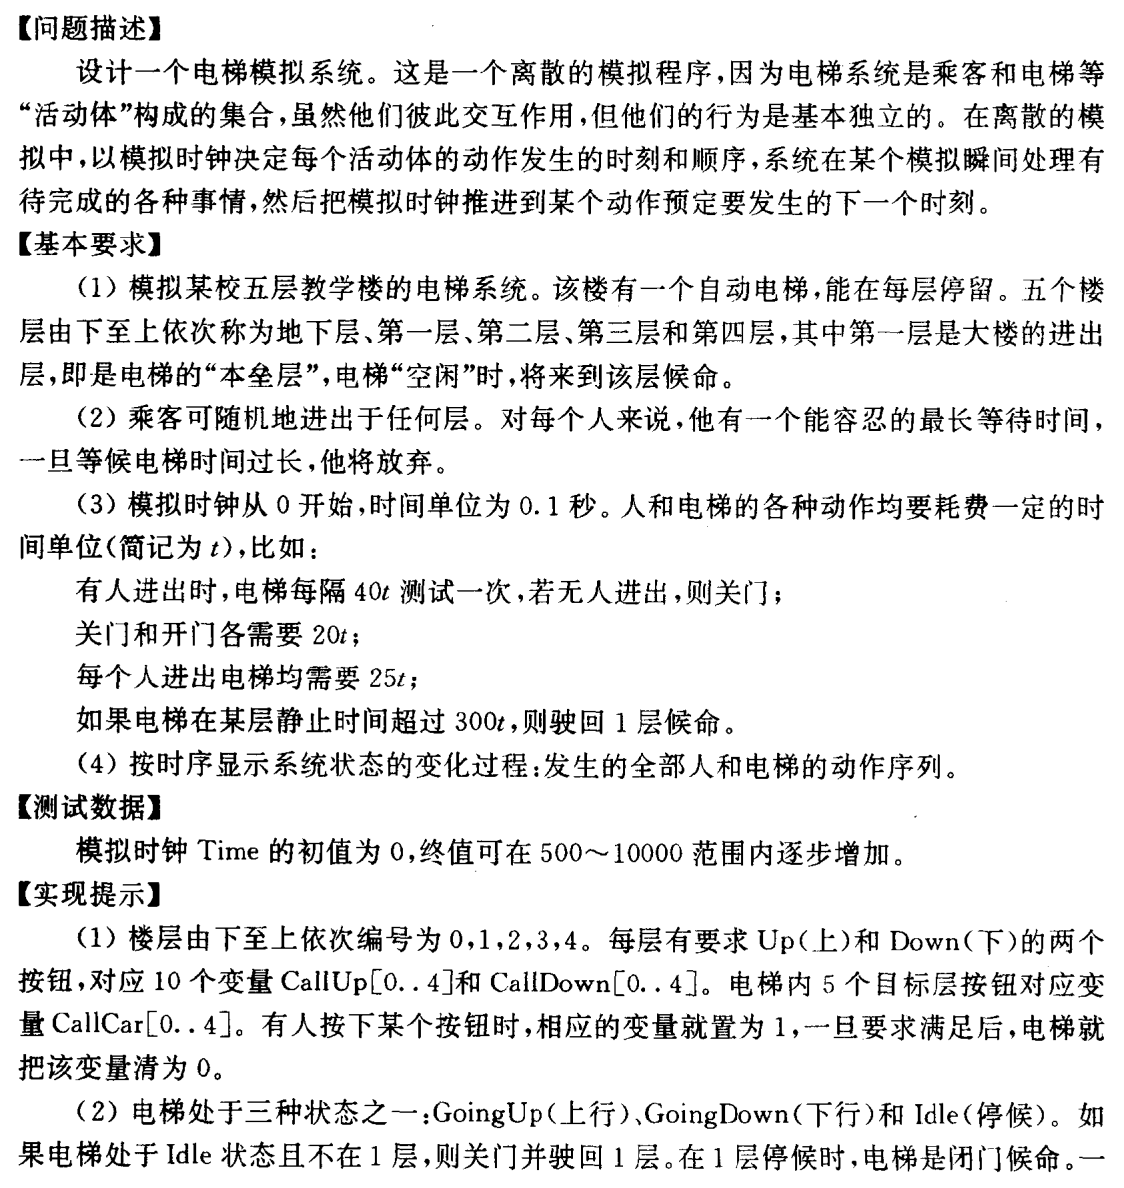 【问题描述】
设计一个电梯模拟系统。这是一个离散的模拟程序,因为电梯系统是乘客和电梯等
“活动体”构成的集合,虽然他们彼此交互作用,但他们的行为是基本独立的。在离散的模
拟中,以模拟时钟决定每个活动体的动作发生的时刻和顺序,系统在某个模拟瞬间处理有
待完成的各种事情,然后把模拟时钟推进到某个动作预定要发生的下一个时刻。
【基本要求】
(1) 模拟某校五层教学楼的电梯系统。该楼有一个自动电梯,能在每层停留。五个楼
层由下至上依次称为地下层、第一层、第二层、第三层和第四层,其中第一层是大楼的进出
层,即是电梯的“本垒层”,电梯“空闲”时,将来到该层候命。
(2) 乘客可随机地进出于任何层。对每个人来说,他有一个能容忍的最长等待时间,
一旦等候电梯时间过长,他将放弃。
(3) 模拟时钟从 0 开始,时间单位为 0.1 秒。人和电梯的各种动作均要耗费一定的时
间单位(简记为 t),比如:
有人进出时,电梯每隔 40t 测试一次,若无人进出,则关门;
关门和开门各需要 20t;
每个人进出电梯均需要 25t;
如果电梯在某层静止时间超过 300t,则驶回 1 层候命。
(4) 按时序显示系统状态的变化过程:发生的全部人和电梯的动作序列。
【测试数据】
模拟时钟 Time 的初值为 0,终值可在 500~10000 范围内逐步增加。
【实现提示】
(1) 楼层由下至上依次编号为 0,1,2,3,4。每层有要求 Up(上)和 Down(下)的两个
按钮,对应 10 个变量 CallUp[0..4]和 CallDown[0..4]。电梯内 5 个目标层按钮对应变
量 CallCar[0..4]。有人按下某个按钮时,相应的变量就置为 1,一旦要求满足后,电梯就
把该变量清为 0。
(2) 电梯处于三种状态之一:GoingUp(上行)、GoingDown(下行)和 Idle(停候)。如
果电梯处于 Idle 状态且不在 1 层,则关门并驶回 1 层。在 1 层停候时,电梯是闭门候命。一